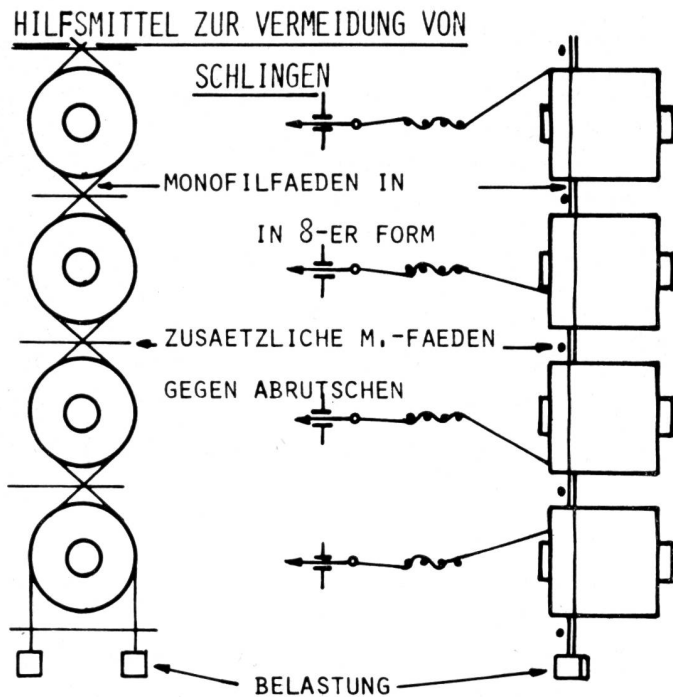 HILFSMITTEL ZUR VERMEIDUNG VON
SCHLINGEN
MONOFILFAEDEN IN
IN 8-ER FORM
ZUSAETZLICHE M.-FAEDEN
GEGEN ABRUTSCHEN
BELASTUNG